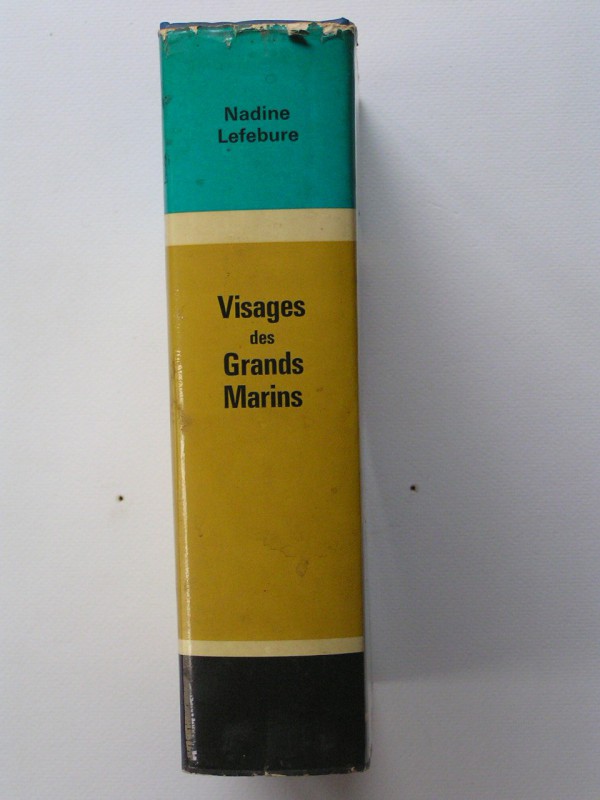 Nadine
Lefebure
Visages
des
Grands
Marins